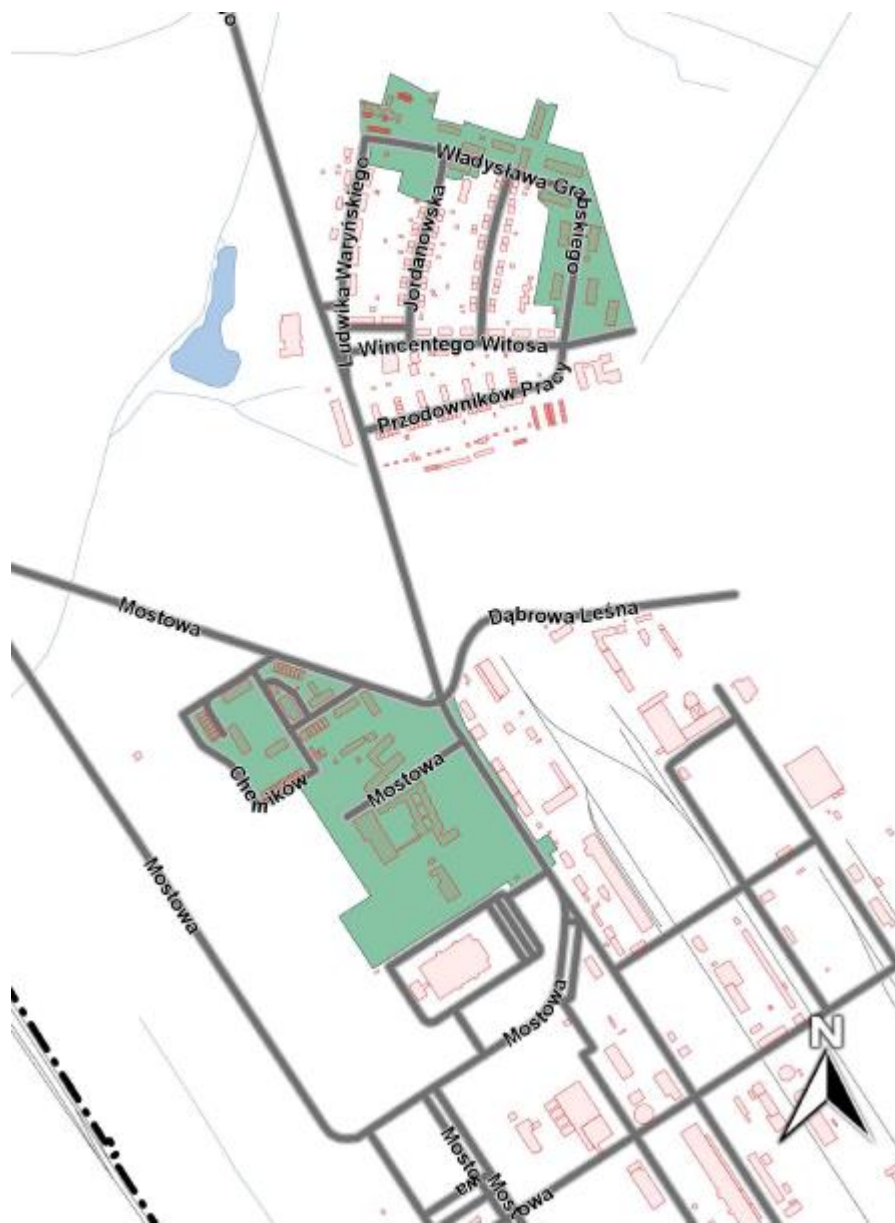 Władysława Grabskiego
Ludwika Waryńskiego
Jordanowska
Wincentego Witosa
Przodowników Pracy
Mostowa
Dąbrowa Leśna
Mostowa
Chemików
Mostowa
Mostowa
N
Mostowa
Mostowa
Mostowa